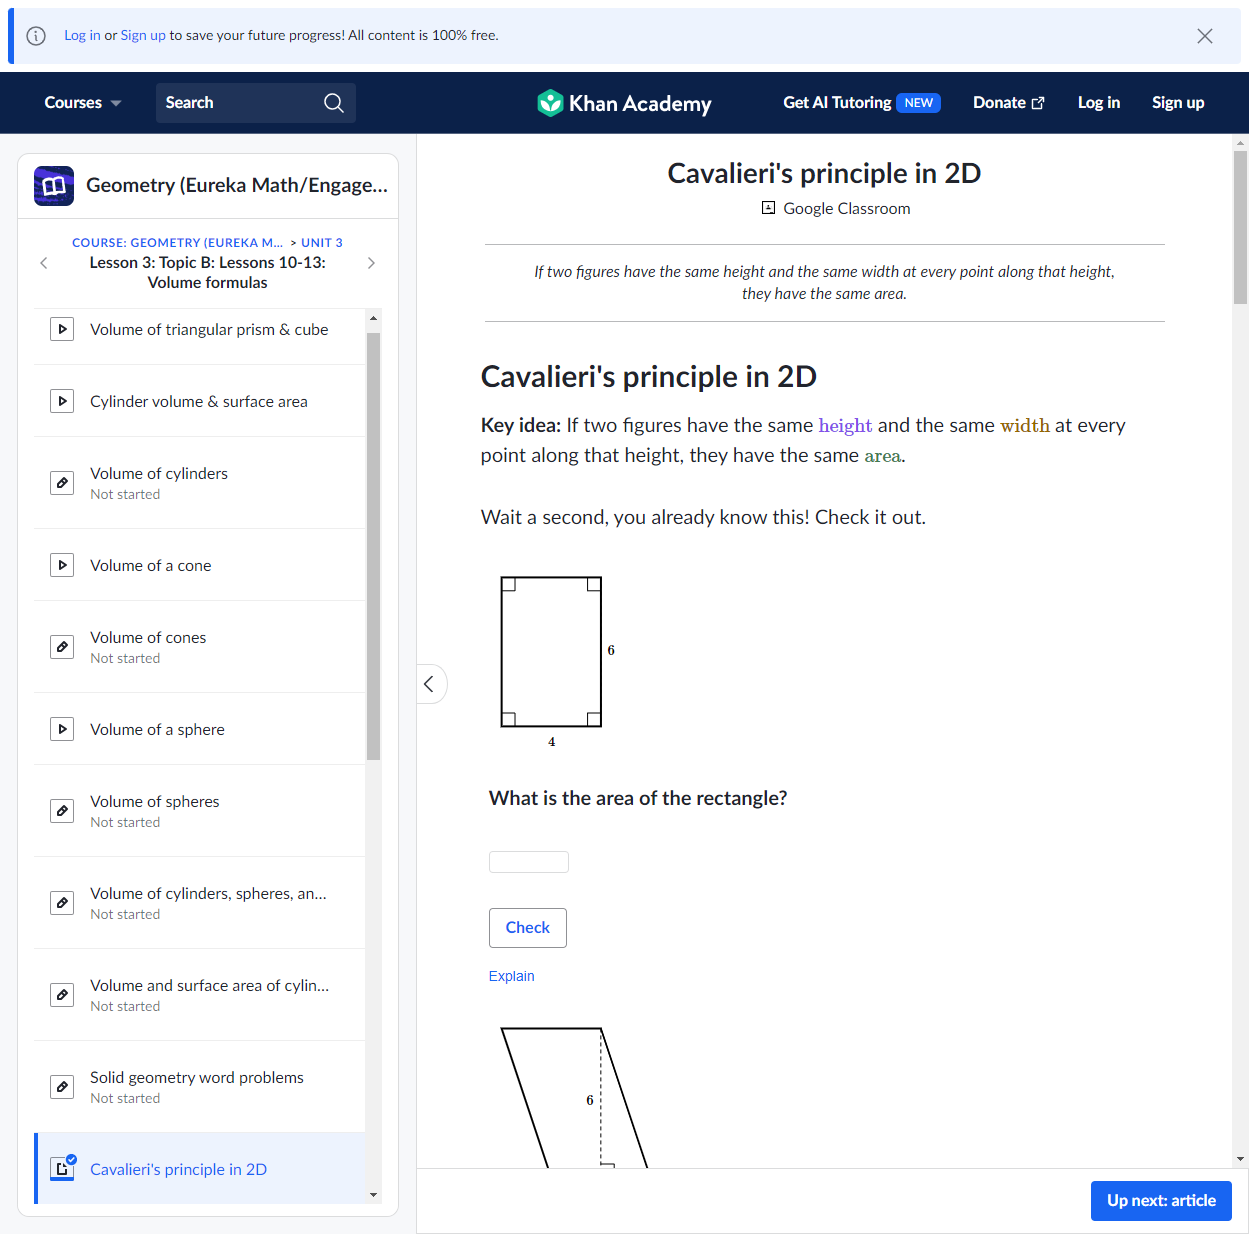 Log in or Sign up to save your future progress! All content is 100% free.
Courses
Search
Khan Academy
Get AI Tutoring NEW
Donate
Log in
Sign up
Geometry (Eureka Math/Engage...
COURSE: GEOMETRY (EUREKA M... > UNIT 3
Lesson 3: Topic B: Lessons 10-13:
Volume formulas
Volume of triangular prism & cube
Cylinder volume & surface area
Volume of cylinders
Not started
Volume of a cone
Volume of cones
Not started
Volume of a sphere
Volume of spheres
Not started
Volume of cylinders, spheres, an...
Not started
Volume and surface area of cylin...
Not started
Solid geometry word problems
Not started
Cavalieri's principle in 2D
Cavalieri's principle in 2D
Google Classroom
If two figures have the same height and the same width at every point along that height,
they have the same area.
Cavalieri's principle in 2D
Key idea: If two figures have the same height and the same width at every
point along that height, they have the same area.
Wait a second, you already know this! Check it out.
6
4
What is the area of the rectangle?
Check
Explain
6
Up next: article